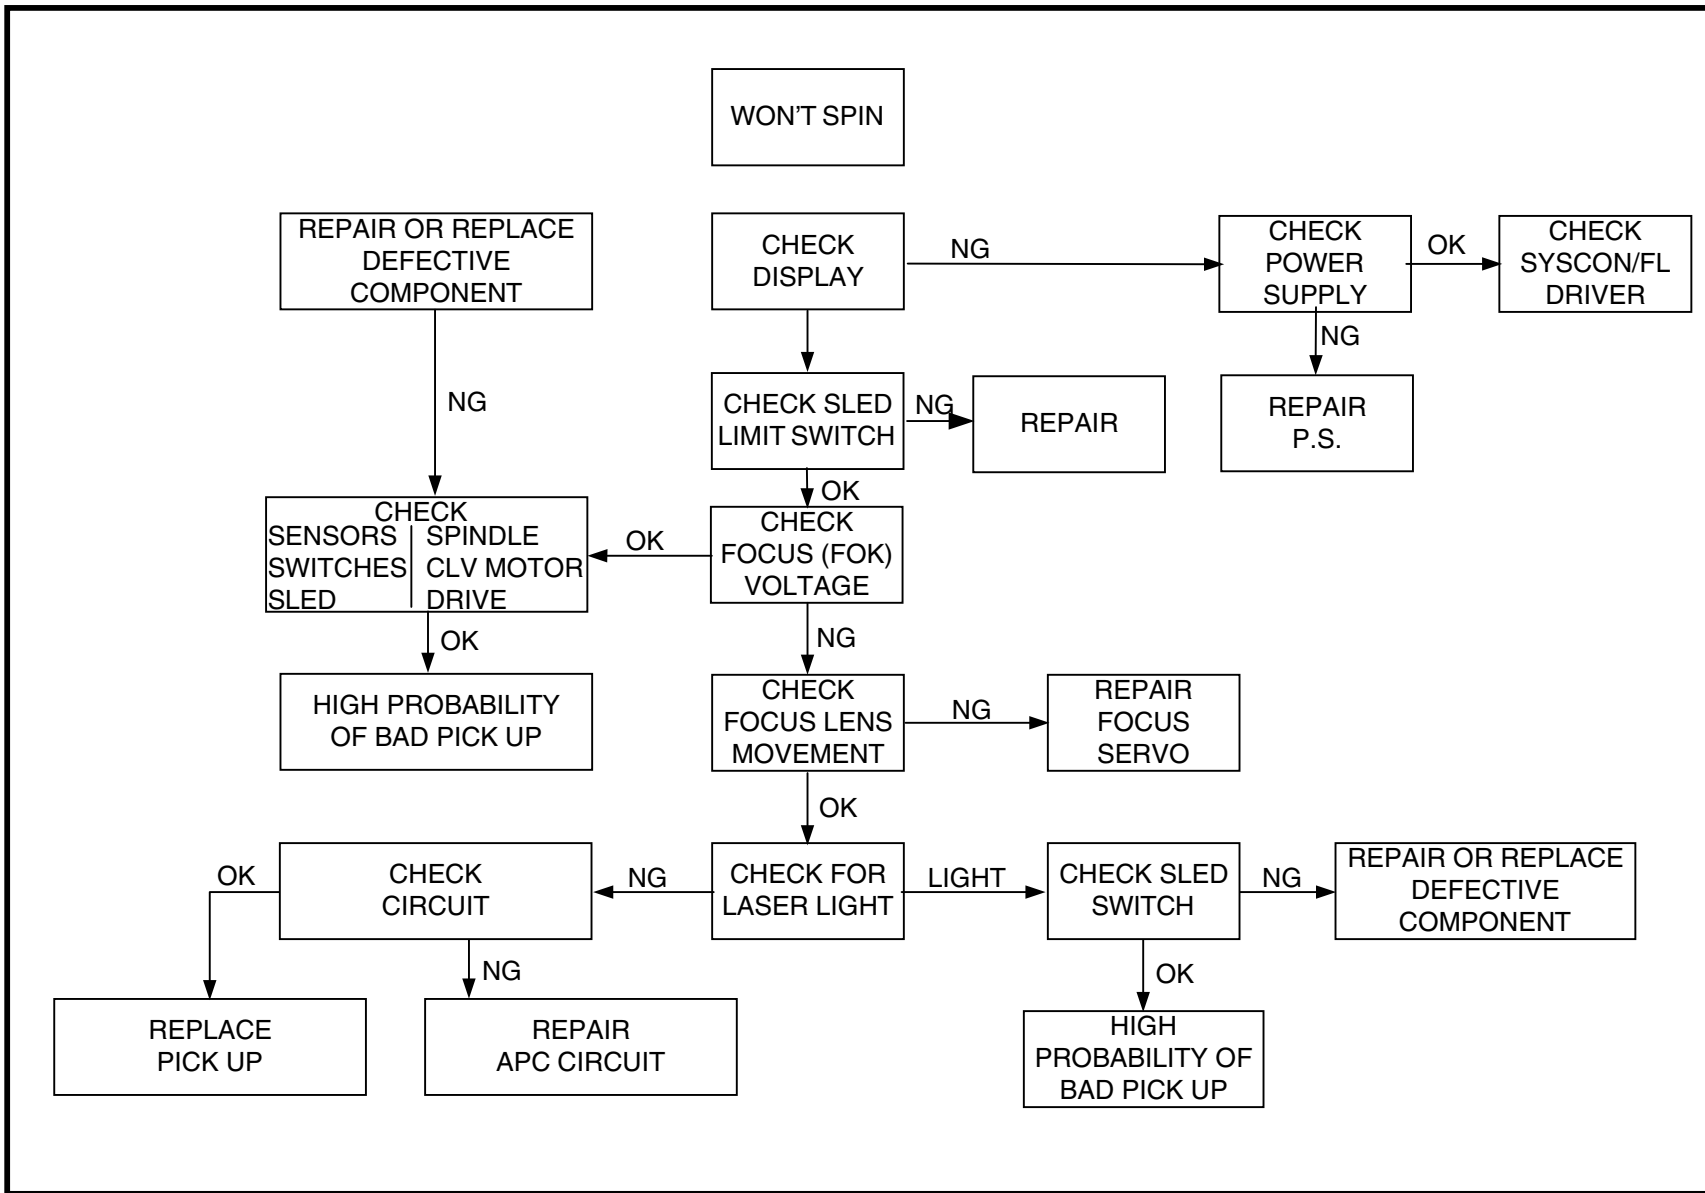 WON'T SPIN
REPAIR OR REPLACE
DEFECTIVE
COMPONENT
CHECK
DISPLAY
NG
CHECK
POWER
SUPPLY
OK
CHECK
SYSCON/FL
DRIVER
NG
NG
CHECK SLED
LIMIT SWITCH
NG
REPAIR
REPAIR
P.S.
OK
CHECK
SENSORS
SWITCHES
SLED
SPINDLE
CLV MOTOR
DRIVE
OK
CHECK
FOCUS (FOK)
VOLTAGE
OK
NG
HIGH PROBABILITY
OF BAD PICK UP
CHECK
FOCUS LENS
MOVEMENT
NG
REPAIR
FOCUS
SERVO
OK
OK
CHECK
CIRCUIT
NG
CHECK FOR
LASER LIGHT
LIGHT
CHECK SLED
SWITCH
NG
REPAIR OR REPLACE
DEFECTIVE
COMPONENT
NG
OK
REPLACE
PICK UP
REPAIR
APC CIRCUIT
HIGH
PROBABILITY OF
BAD PICK UP